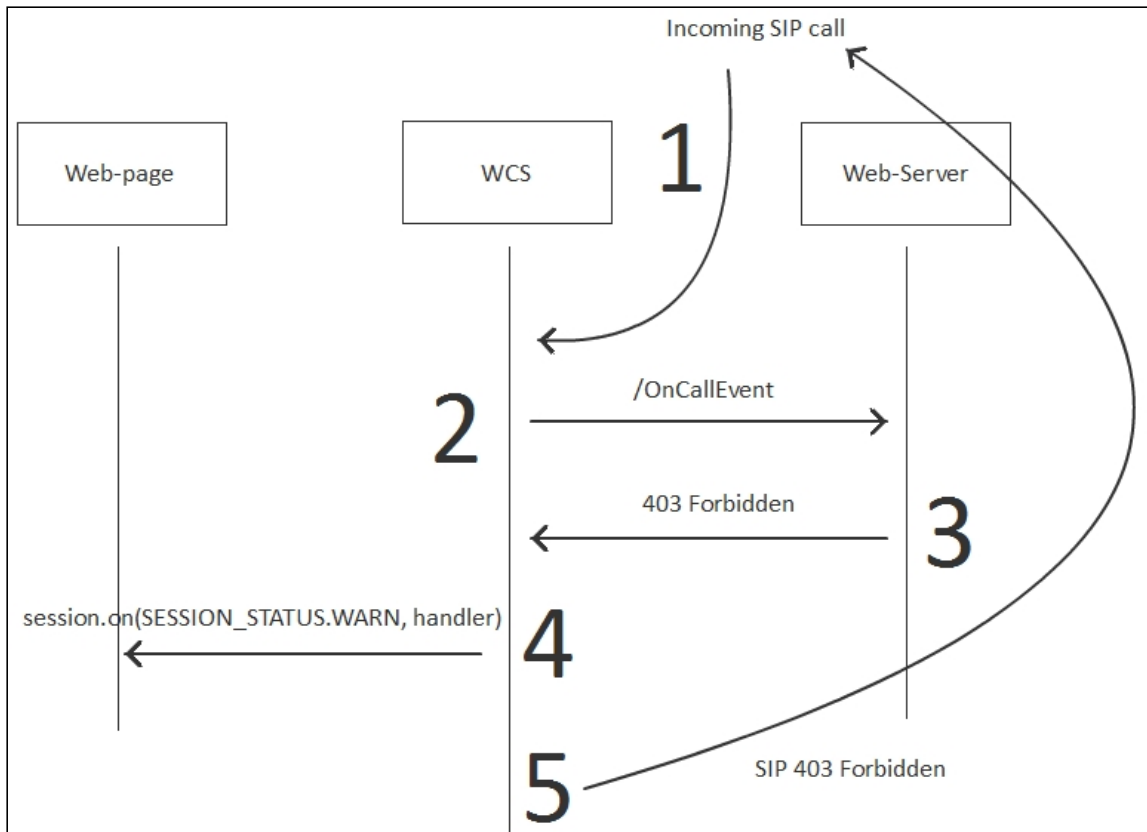 Incoming SIP call
1
Web-page
WCS
Web-Server
2
/OnCallEvent
403 Forbidden
3
session.on(SESSION_STATUS.WARN, handler)
4
5
SIP 403 Forbidden